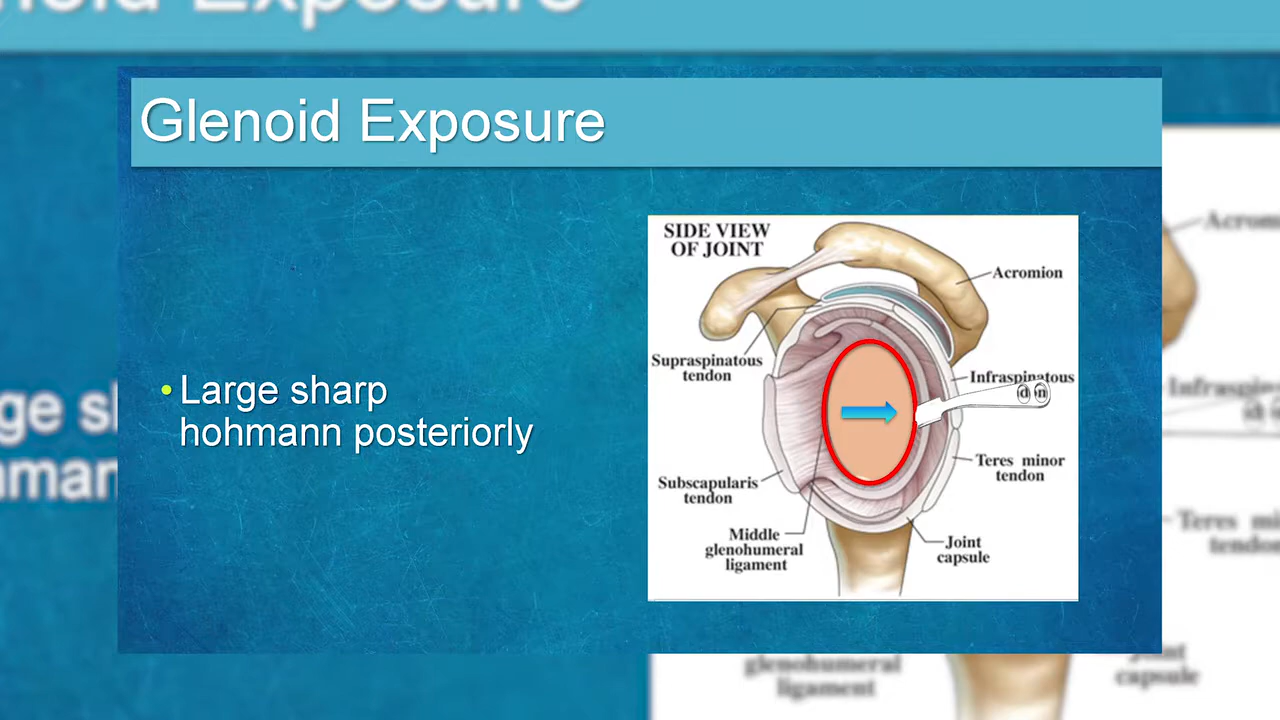 Glenoid Exposure
• Large sharp
hohmann posteriorly
SIDE VIEW
OF JOINT
Acromion
Supraspinatous
tendon
Infraspinatous
Teres minor
tendon
Subscapularis
tendon
Middle
glenohumeral
ligament
Joint
capsule